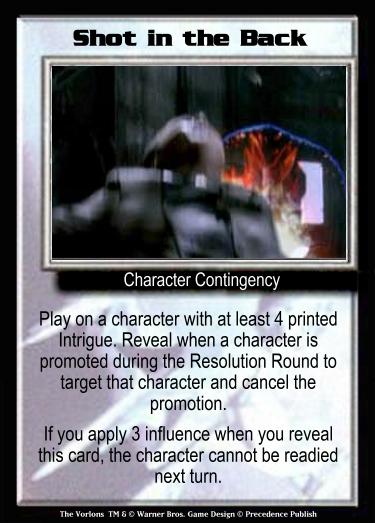 Shot in the Back
Character Contingency
Play on a character with at least 4 printed
Intrigue. Reveal when a character is
promoted during the Resolution Round to
target that character and cancel the
promotion.
If you apply 3 influence when you reveal
this card, the character cannot be readied
next turn.
The Vorlons TM & © Warner Bros. Game Design © Precedence Publish